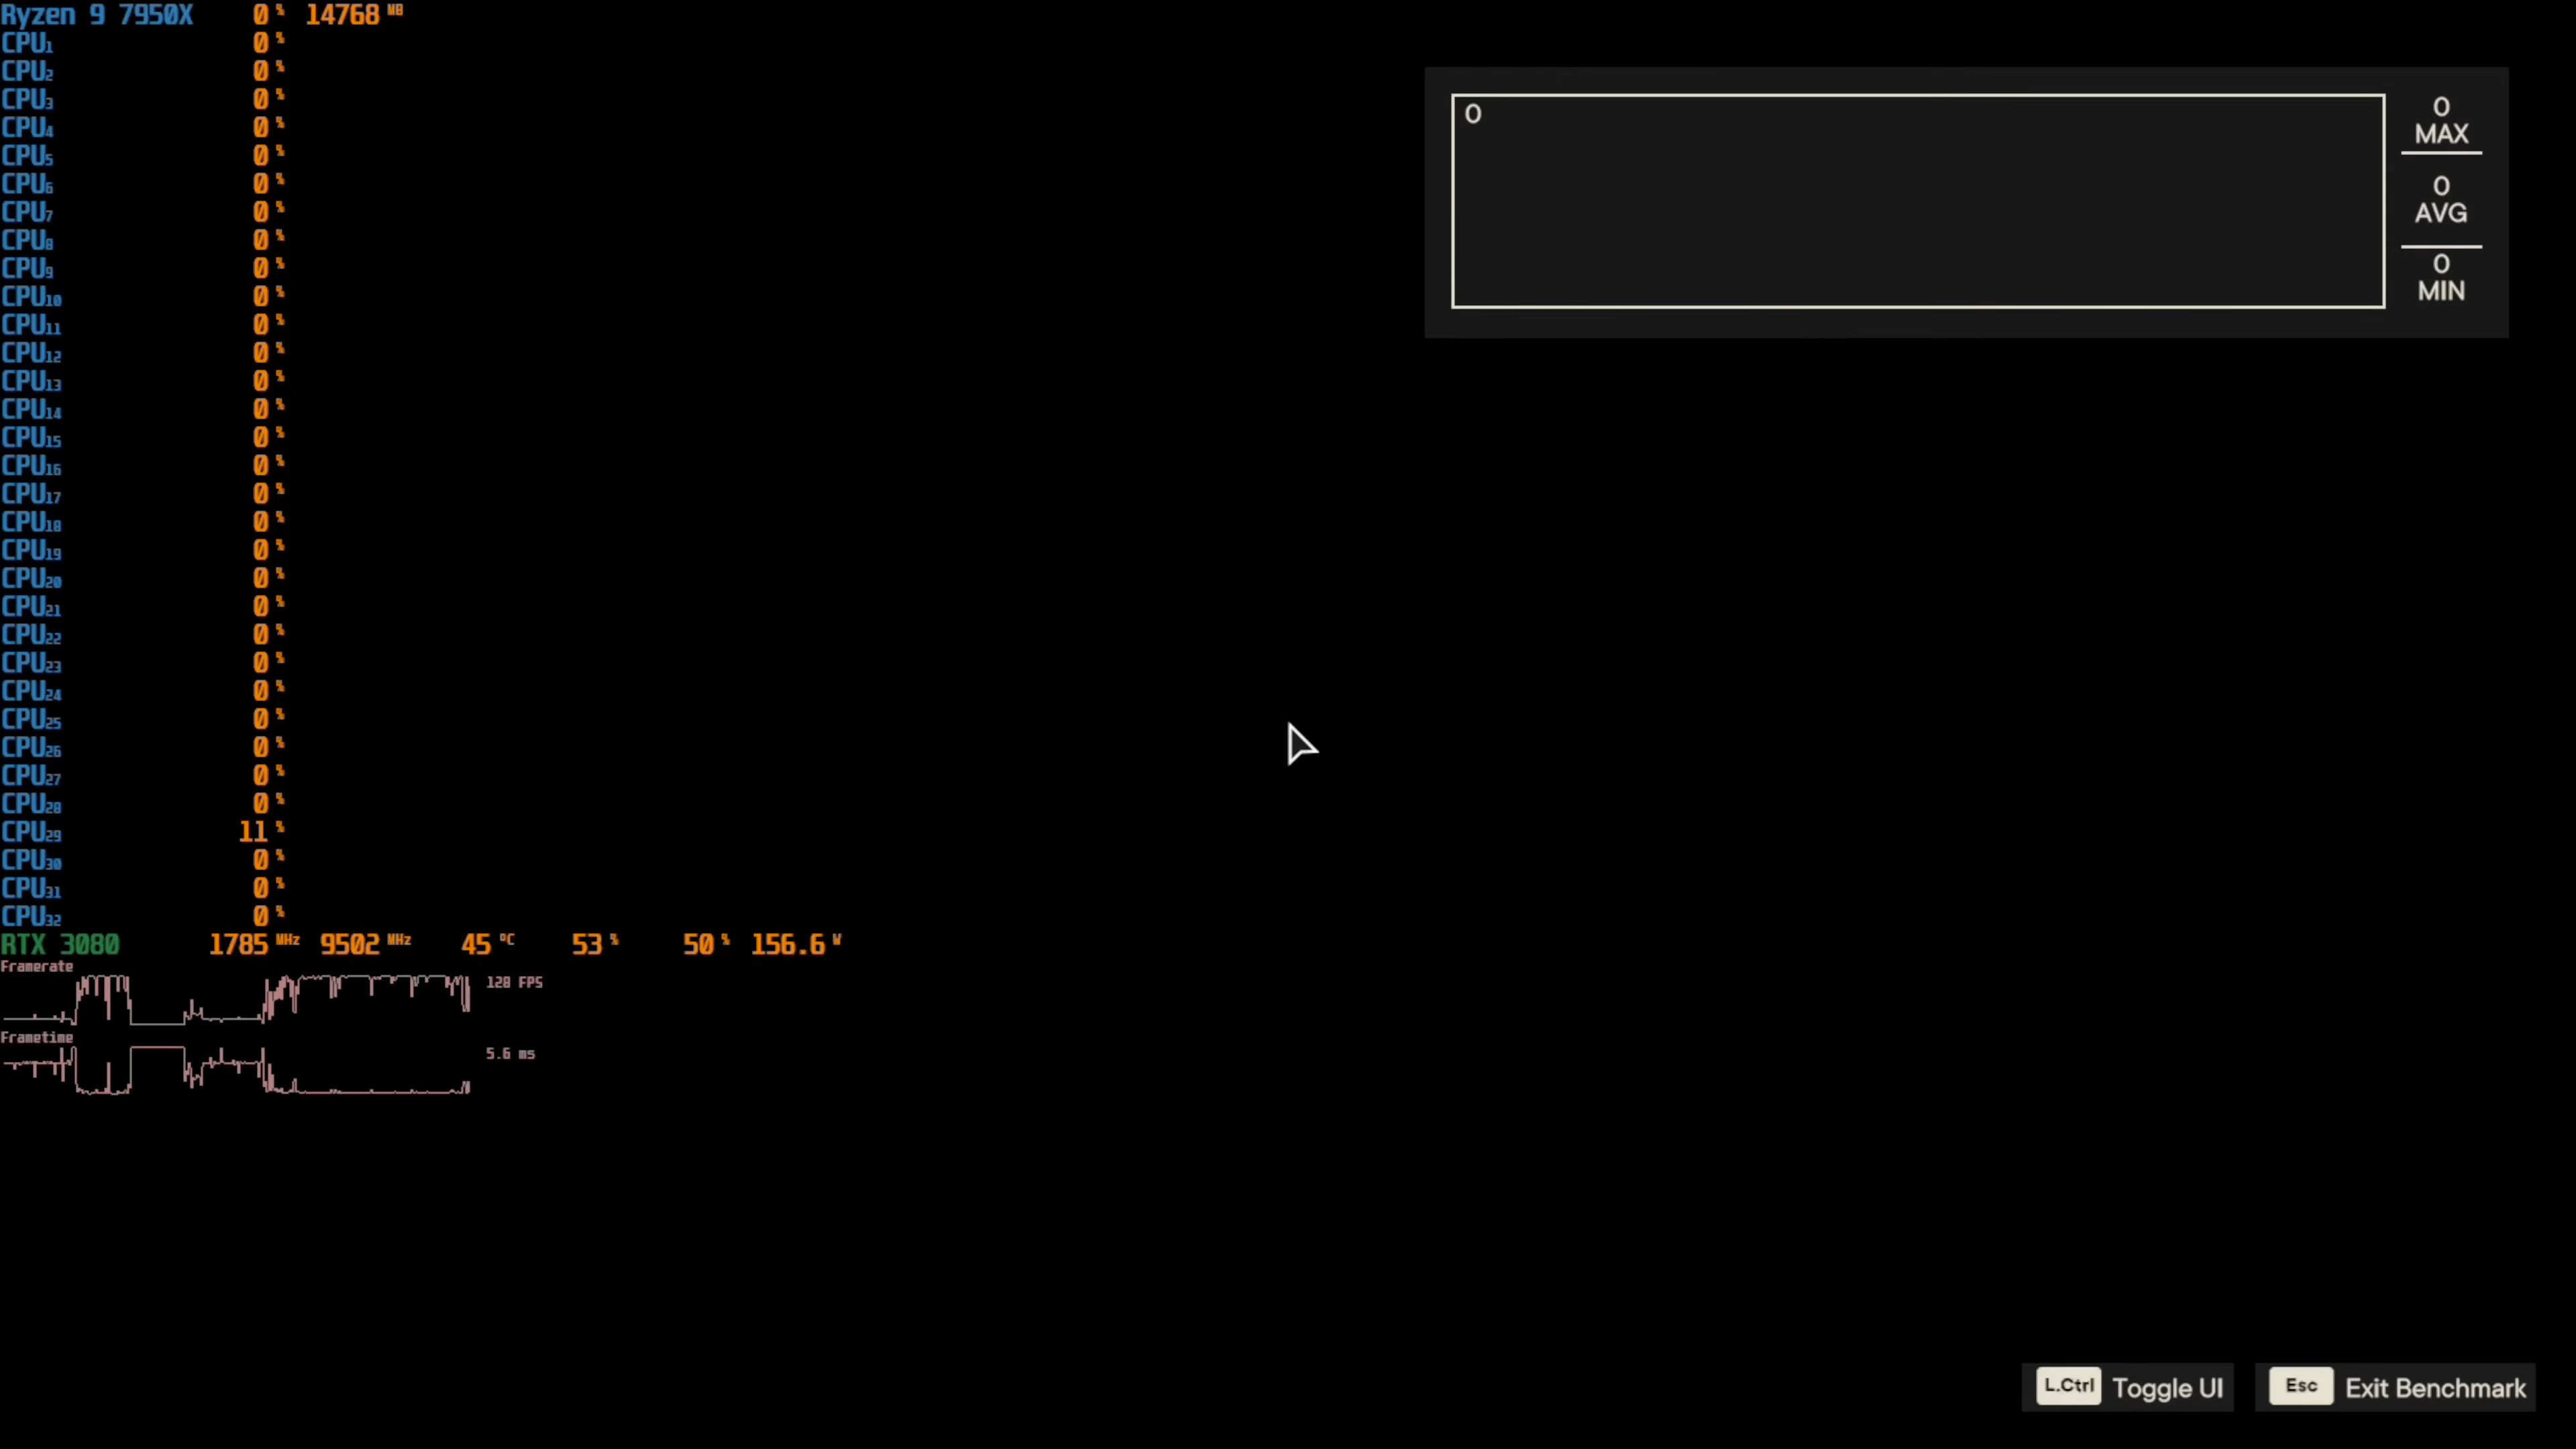 Ryzen 9 7950X 0 % 14768 MB
CPU1 0 %
CPU2 0 %
CPU3 0 %
CPU4 0 %
CPU5 0 %
CPU6 0 %
CPU7 0 %
CPU8 0 %
CPU9 0 %
CPU10 0 %
CPU11 0 %
CPU12 0 %
CPU13 0 %
CPU14 0 %
CPU15 0 %
CPU16 0 %
CPU17 0 %
CPU18 0 %
CPU19 0 %
CPU20 0 %
CPU21 0 %
CPU22 0 %
CPU23 0 %
CPU24 0 %
CPU25 0 %
CPU26 0 %
CPU27 0 %
CPU28 0 %
CPU29 11 %
CPU30 0 %
CPU31 0 %
CPU32 0 %
RTX 3080 1785 MHz 9502 MHz 45 °C 53 % 50 % 156.6 W
Framerate
128 FPS
Frametime
5.6 ms
0
0
MAX
0
AVG
0
MIN
L.Ctrl Toggle UI
Esc Exit Benchmark